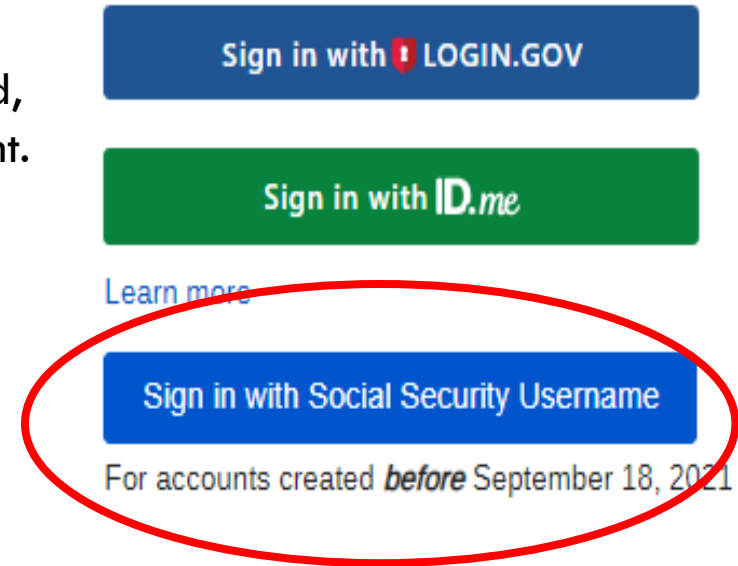 Sign in with LOGIN.GOV
nt.
Sign in with ID.me
Learn more
Sign in with Social Security Username
For accounts created before September 18, 2021